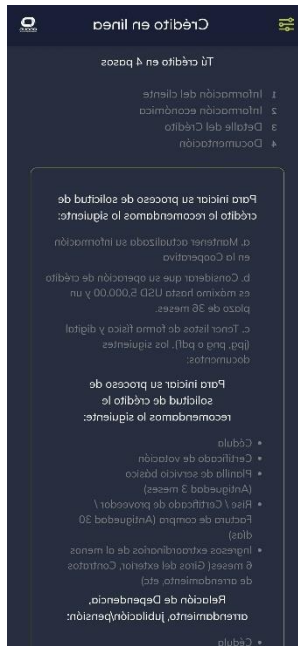 Crédito en línea
Tú crédito en 4 pasos
1 Información del cliente
2 Información económica
3 Detalle del Crédito
4 Documentación
Para iniciar su proceso de solicitud de
crédito le recomendamos lo siguiente:
a. Mantener actualizada su información
en la Cooperativa
b. Considerar que su operación de crédito
es máximo hasta USD 5,000.00 y un
plazo de 36 meses.
c. Tener listos de forma física y digital
(jpg, png o pdf), los siguientes
documentos:
Para iniciar su proceso de
solicitud de crédito le
recomendamos lo siguiente:
• Cédula
• Certificado de votación
• Planilla de servicio básico
(Antiguedad 3 meses)
• Rise / Certificado de proveedor /
Factura de compra (Antiguedad 30
días)
• Ingresos extraordinarios de al menos
6 meses( Giros del exterior, Contratos
de arrendamiento, etc)
Relación de Dependencia,
arrendamiento, jubilación/pensión:
• Cédula